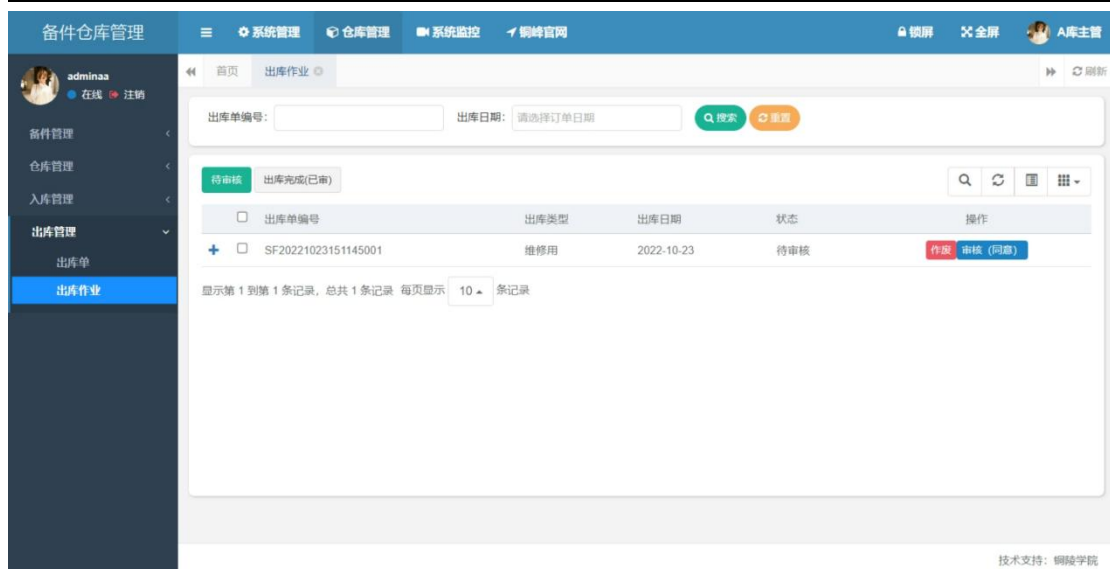 备件仓库管理 系统管理 仓库管理 系统监控 铜峰官网 锁屏 全屏 A库主管
adminaa
在线 注销
首页 出库作业 刷新
出库单编号: 出库日期: 请选择订单日期 搜索 重置
备件管理
仓库管理
入库管理
出库管理
出库单
出库作业
待审核 出库完成(已审)
出库单编号 出库类型 出库日期 状态 操作
SF20221023151145001 维修用 2022-10-23 待审核 作废 审核 (同意)
显示第 1 到第 1 条记录, 总共 1 条记录 每页显示 10 条记录
技术支持: 铜陵学院